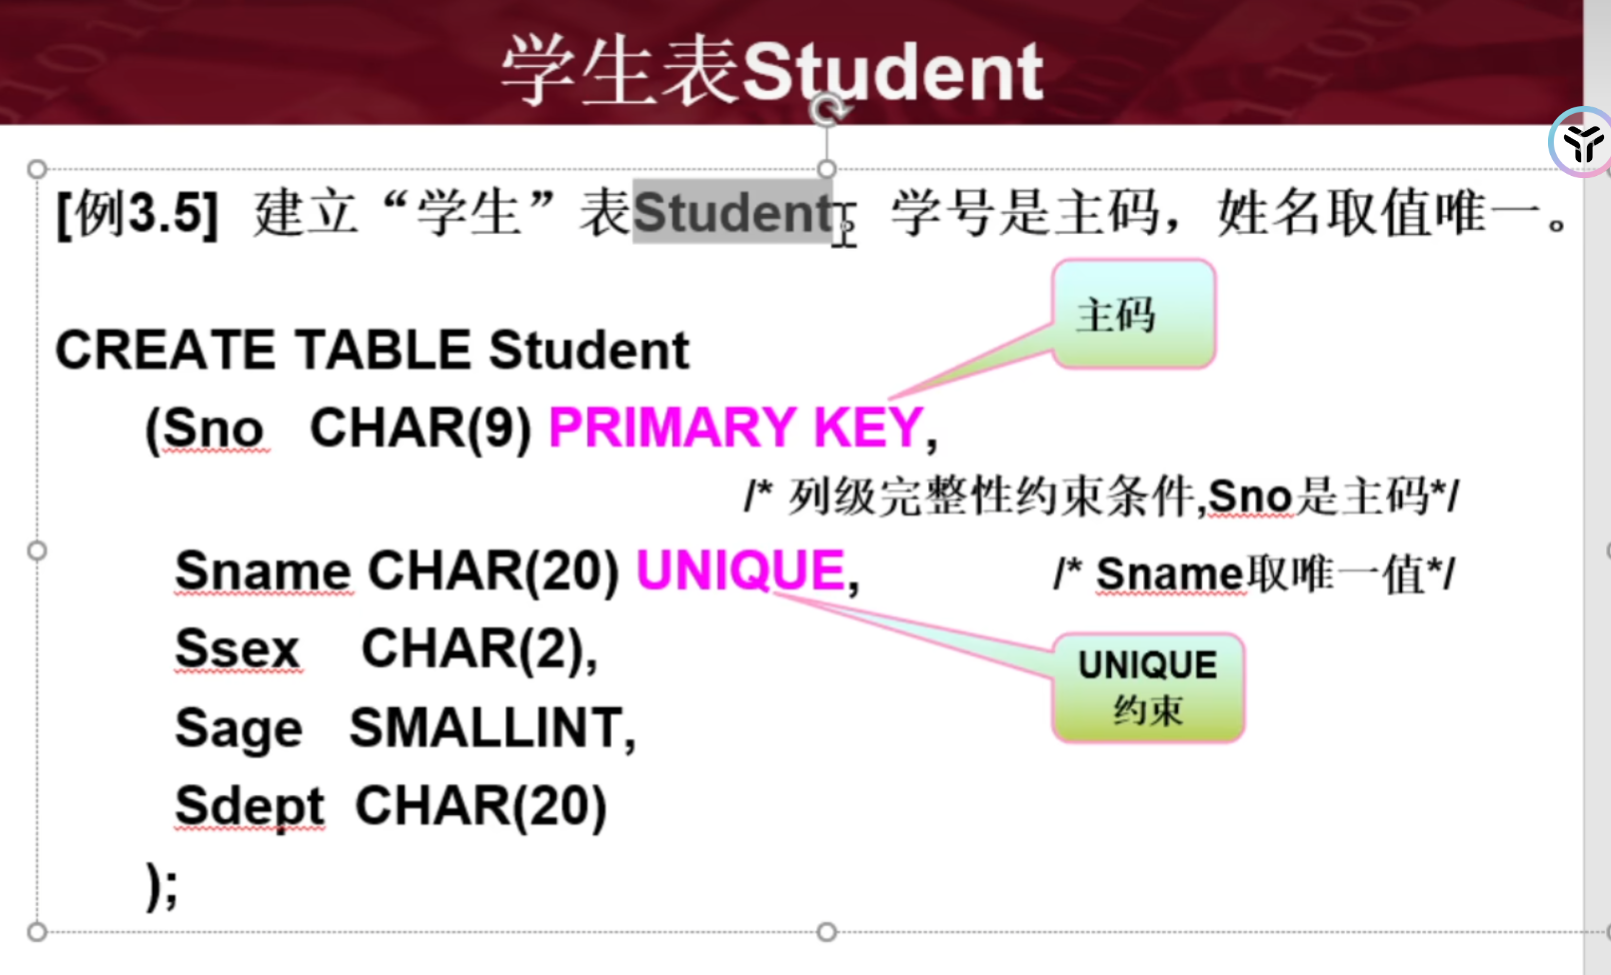 学生表Student
[例3.5] 建立“学生”表Student。学号是主码，姓名取值唯一。
主码
CREATE TABLE Student
(Sno CHAR(9) PRIMARY KEY,
/* 列级完整性约束条件,Sno是主码*/
Sname CHAR(20) UNIQUE, /* Sname取唯一值*/
Ssex CHAR(2),
UNIQUE
约束
Sage SMALLINT,
Sdept CHAR(20)
);